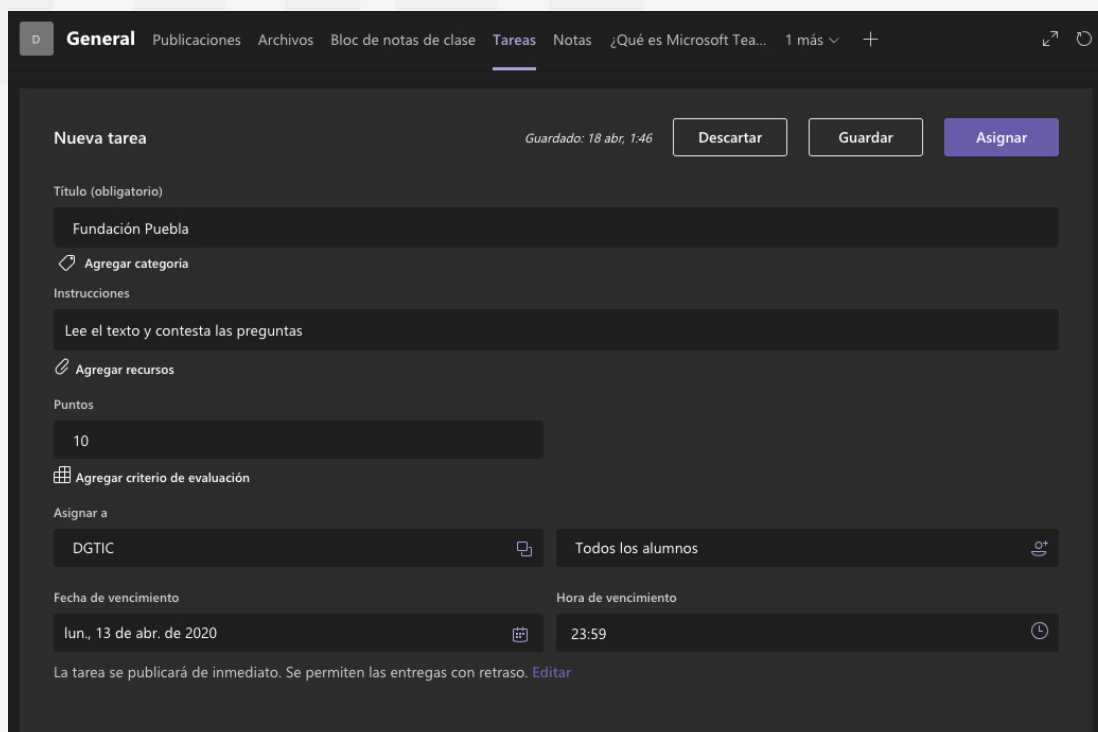 D General Publicaciones Archivos Bloc de notas de clase Tareas Notas ¿Qué es Microsoft Tea... 1 más
Nueva tarea Guardado: 18 abr, 1:46 Descartar Guardar Asignar
Título (obligatorio)
Fundación Puebla
Agregar categoría
Instrucciones
Lee el texto y contesta las preguntas
Agregar recursos
Puntos
10
Agregar criterio de evaluación
Asignar a
DGTIC Todos los alumnos
Fecha de vencimiento Hora de vencimiento
lun., 13 de abr. de 2020 23:59
La tarea se publicará de inmediato. Se permiten las entregas con retraso. Editar